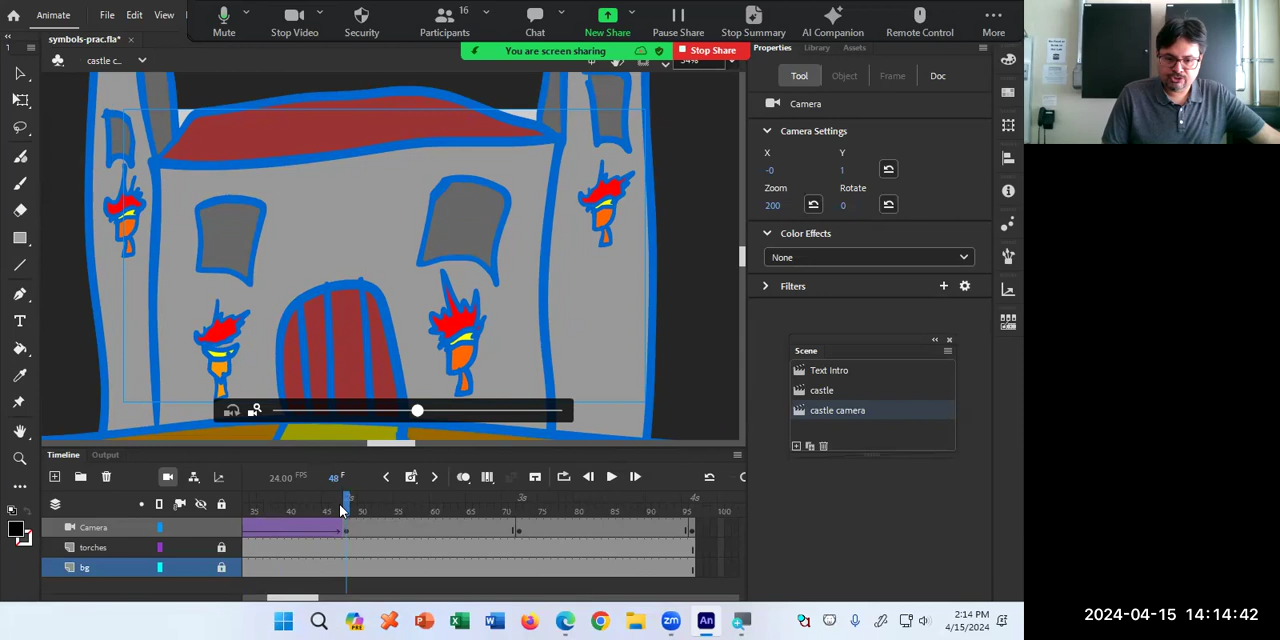 Animate File Edit View
Mute Stop Video Security Participants 16 Chat New Share Pause Share Stop Summary AI Companion Remote Control More
symbols-prac.fla* ×
You are screen sharing Stop Share
castle c...
Properties Library Assets
Tool Object Frame Doc
Camera
Camera Settings
X Y
-0 1
Zoom Rotate
200 0
Color Effects
None
Filters
Scene
Text Intro
castle
castle camera
Timeline Output
24.00 FPS 48 F
3s 4s
35 40 45 50 55 60 65 70 75 80 85 90 95 100
Camera
torches
bg
2:14 PM
4/15/2024
2024-04-15 14:14:42